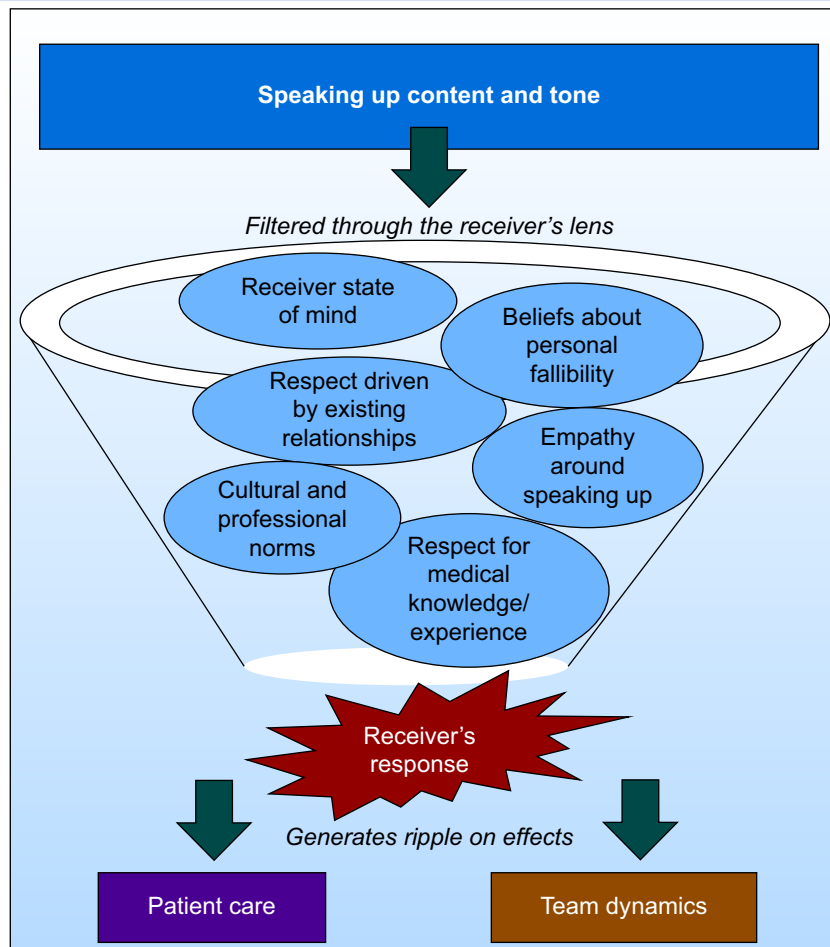 Speaking up content and tone
Filtered through the receiver's lens
Receiver state
of mind
Beliefs about
personal
fallibility
Respect driven
by existing
relationships
Empathy
around
speaking up
Cultural and
professional
norms
Respect for
medical
knowledge/
experience
Receiver's
response
Generates ripple on effects
Patient care
Team dynamics